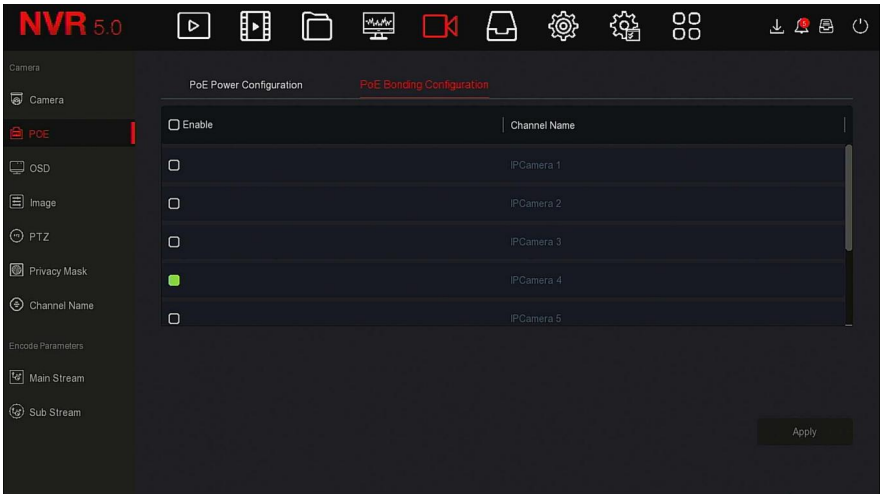 NVR 5.0
5
Camera
Camera
POE
OSD
Image
PTZ
Privacy Mask
Channel Name
Encode Parameters
Main Stream
Sub Stream
PoE Power Configuration
PoE Bonding Configuration
Enable
Channel Name
IPCamera 1
IPCamera 2
IPCamera 3
IPCamera 4
IPCamera 5
Apply